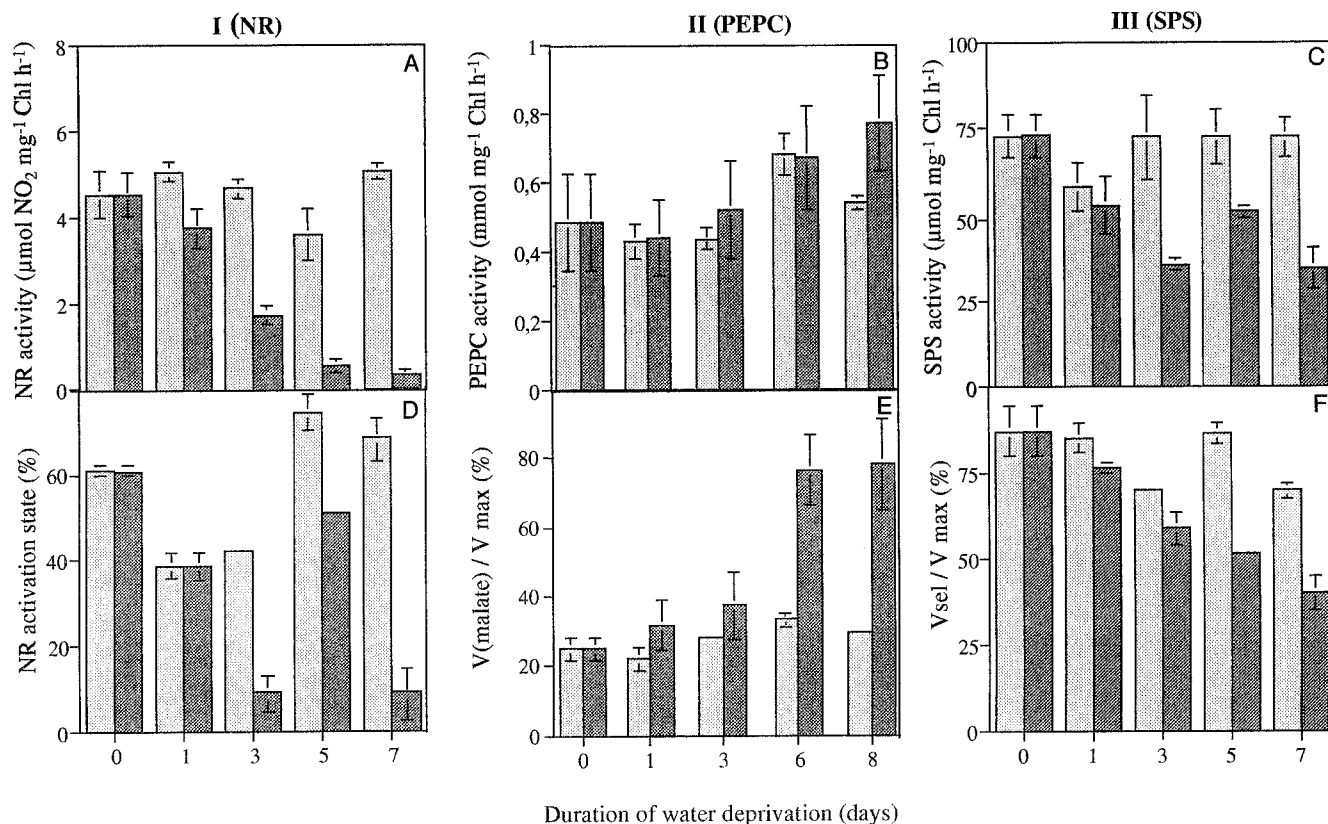 I (NR)
II (PEPC)
III (SPS)
A
NR activity (µmol NO2 mg-1 Chl h-1)
8
6
4
2
0
B
PEPC activity (mmol mg-1 Chl h-1)
1
0.8
0.6
0.4
0.2
0
C
SPS activity (µmol mg-1 Chl h-1)
100
75
50
25
0
D
NR activation state (%)
60
40
20
0
0 1 3 5 7
E
V(malate) / V max (%)
80
60
40
20
0
0 1 3 6 8
F
Vsel / V max (%)
75
50
25
0
0 1 3 5 7
Duration of water deprivation (days)